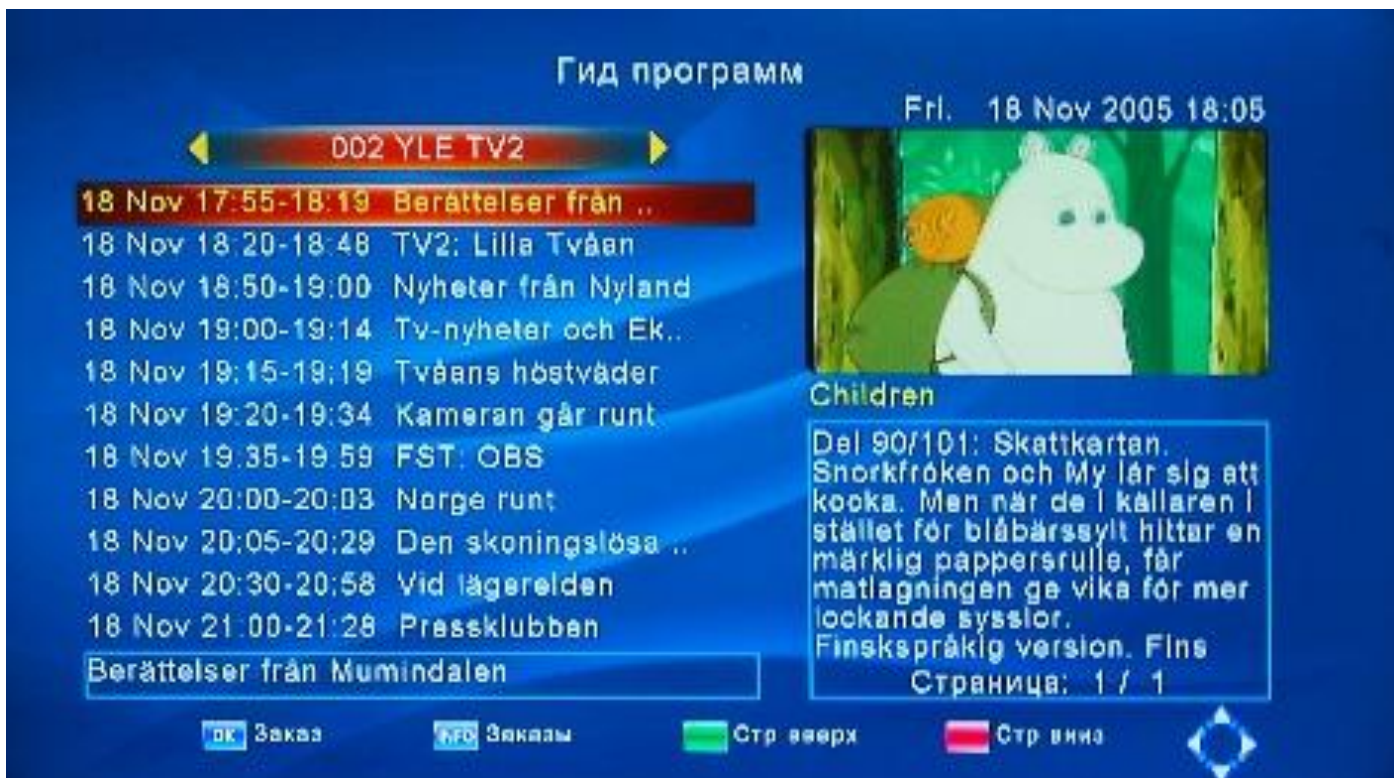 Гид программ
Fri. 18 Nov 2005 18:05
002 YLE TV2
18 Nov 17:55-18:19 Berättelser från ..
18 Nov 18:20-18:48 TV2: Lilla Tvåan
18 Nov 18:50-19:00 Nyheter från Nyland
18 Nov 19:00-19:14 Tv-nyheter och Ek..
18 Nov 19:15-19:19 Tvåans höstväder
18 Nov 19:20-19:34 Kameran går runt
18 Nov 19:35-19:59 FST: OBS
18 Nov 20:00-20:03 Norge runt
18 Nov 20:05-20:29 Den skoningslösa ..
18 Nov 20:30-20:58 Vid lägerelden
18 Nov 21:00-21:28 Pressklubben
Berättelser från Mumindalen
Children
Del 90/101: Skattkartan.
Snorkfröken och My lär sig att
kocka. Men när de i källaren i
stället för blåbärssylt hittar en
märklig pappersrulle, får
matlagningen ge vika för mer
lockande sysslor.
Finskspråkig version. Fins
Страница: 1 / 1
OK Заказ INFO Заказы Стр вверх Стр вниз